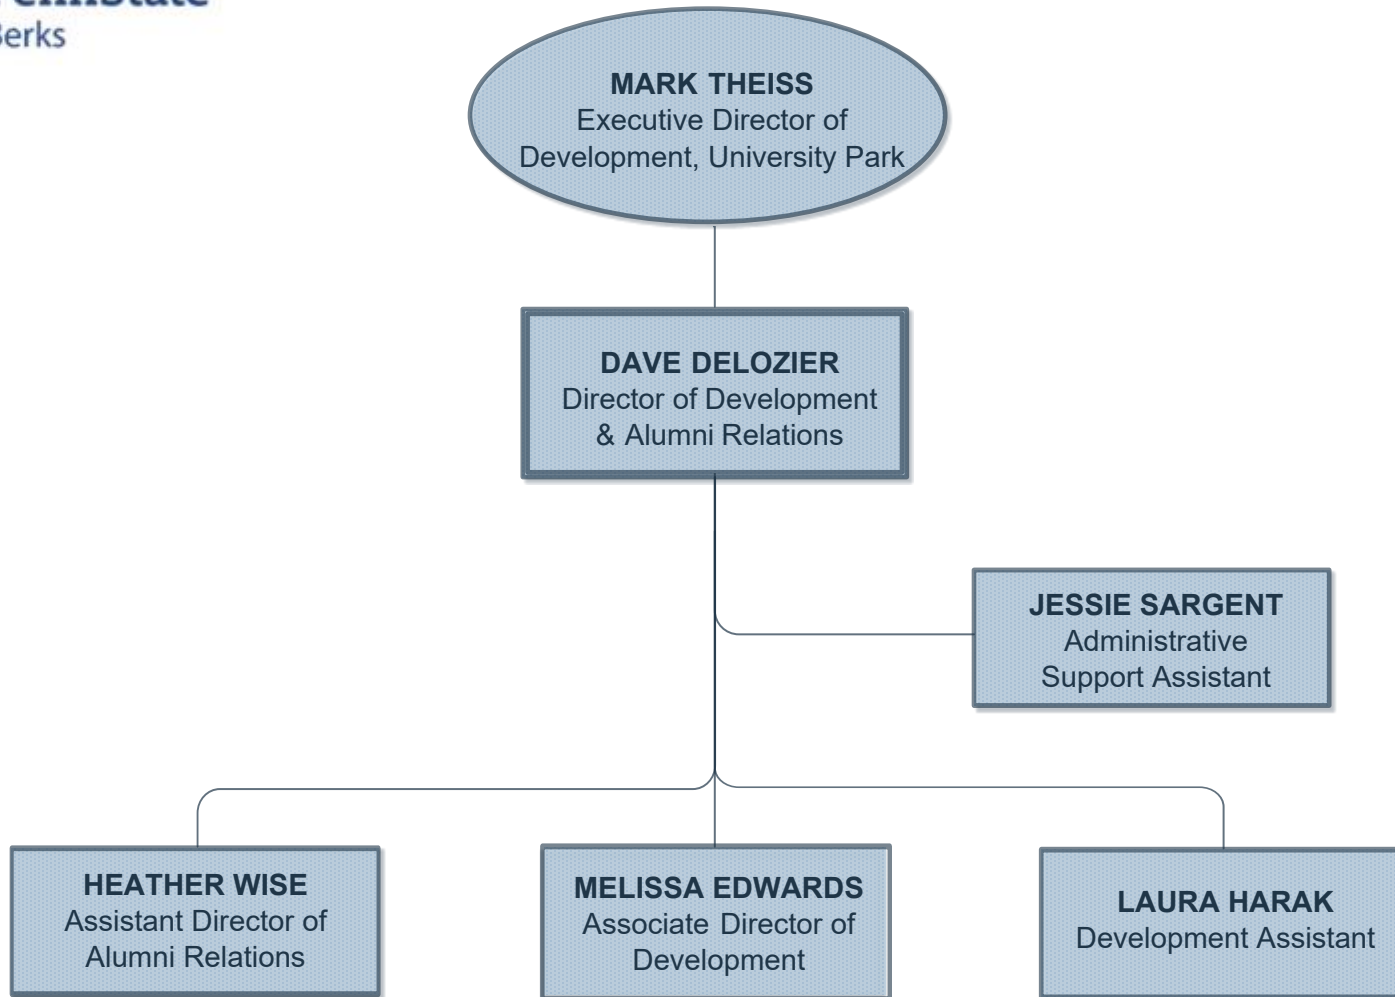 Berks
MARK THEISS
Executive Director of
Development, University Park
DAVE DELOZIER
Director of Development
& Alumni Relations
JESSIE SARGENT
Administrative
Support Assistant
HEATHER WISE
Assistant Director of
Alumni Relations
MELISSA EDWARDS
Associate Director of
Development
LAURA HARAK
Development Assistant